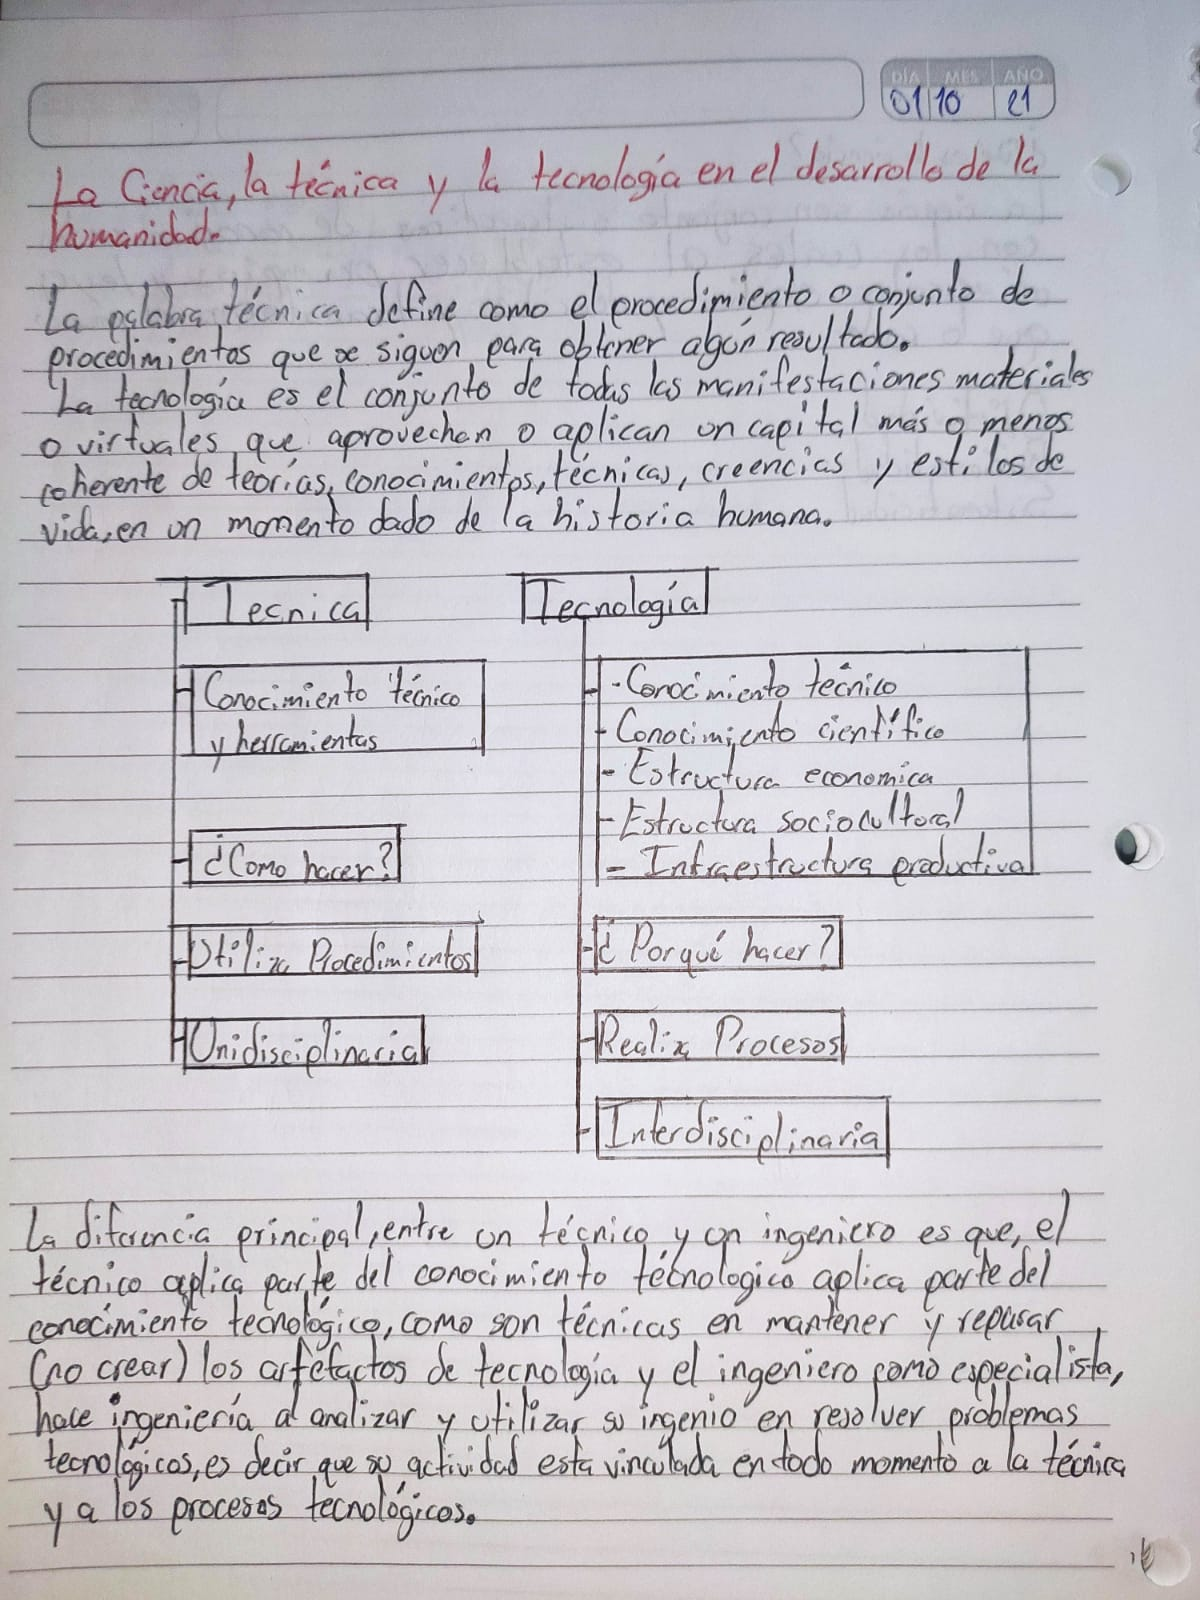 DÍA MES AÑO
01 10 21
La Ciencia, la técnica y la tecnología en el desarrollo de la
humanidad.
La palabra técnica define como el procedimiento o conjunto de
procedimientos que se siguen para obtener algún resultado.
La tecnología es el conjunto de todas las manifestaciones materiales
o virtuales, que aprovechan o aplican un capital más o menos
coherente de teorías, conocimientos, técnicas, creencias y estilos de
vida, en un momento dado de la historia humana.
Tecnica
Conocimiento técnico
y herramientas
¿Como hacer?
Utiliza Procedimientos
Unidisciplinaria
Tecnología
- Conocimiento técnico
- Conocimiento científico
- Estructura economica
- Estructura sociocultural
- Infraestructura productiva
¿Porqué hacer?
Realiza Procesos
Interdisciplinaria
La diferencia principal, entre un técnico y un ingeniero es que, el
técnico aplica parte del conocimiento técnologico aplica parte del
conocimiento tecnológico, como son técnicas en mantener y reparar
(no crear) los artefactos de tecnología y el ingeniero como especialista,
hace ingeniería al analizar y utilizar su ingenio en resolver problemas
tecnológicos, es decir que su actividad esta vinculada en todo momento a la técnica
y a los procesos tecnológicos.